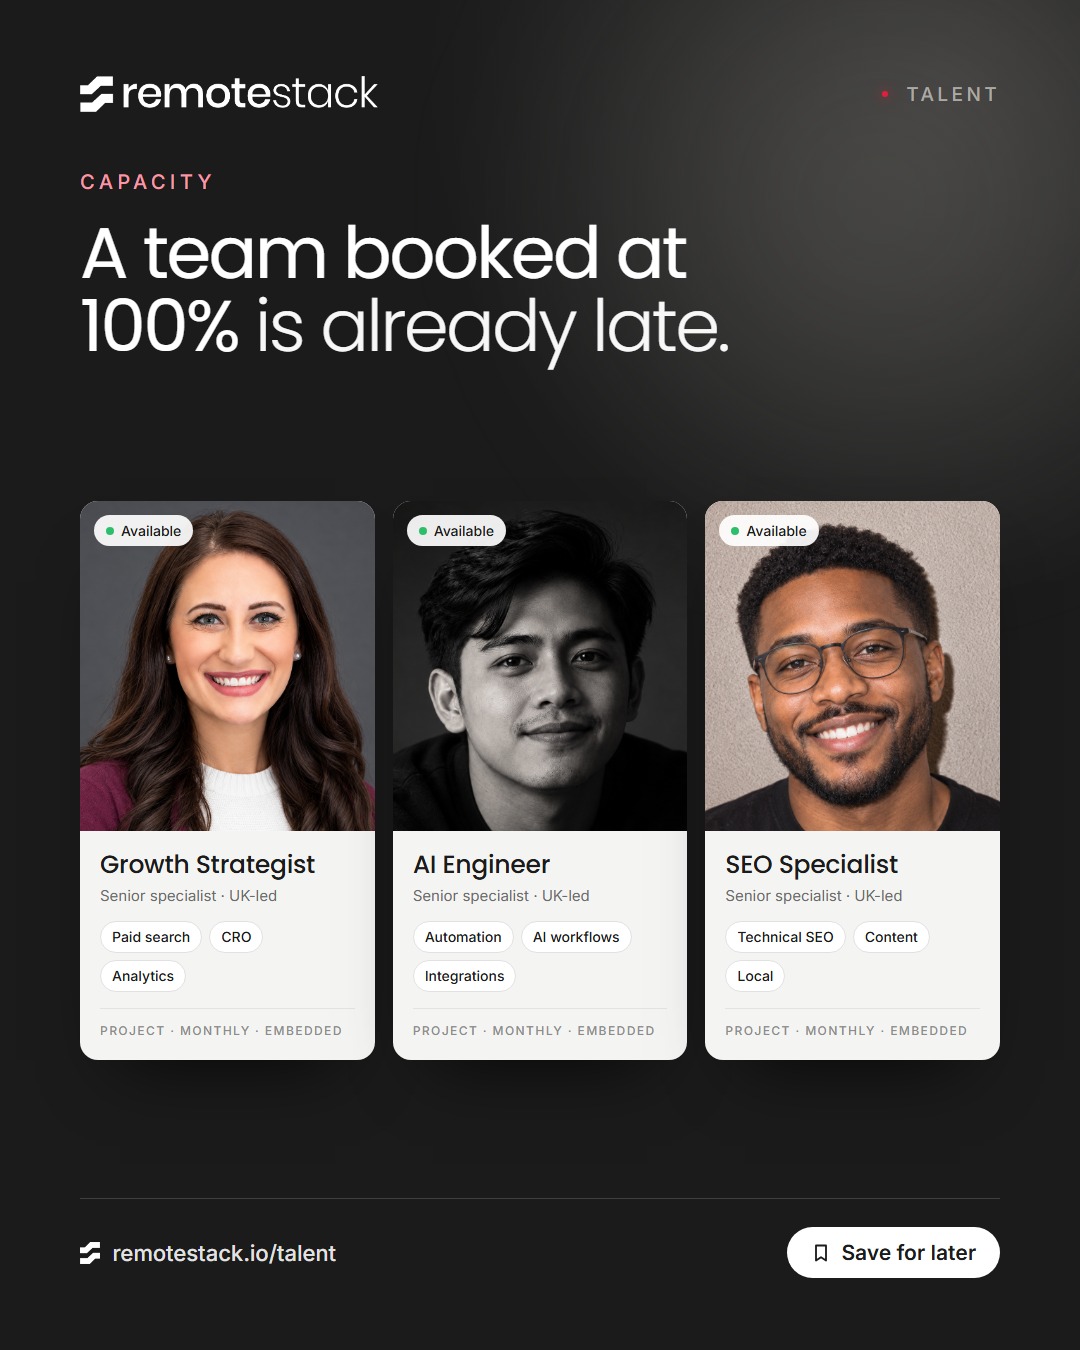 remotestack
TALENT
CAPACITY
A team booked at
100% is already late.
Available
Growth Strategist
Senior specialist · UK-led
Paid search
CRO
Analytics
PROJECT · MONTHLY · EMBEDDED
Available
AI Engineer
Senior specialist · UK-led
Automation
AI workflows
Integrations
PROJECT · MONTHLY · EMBEDDED
Available
SEO Specialist
Senior specialist · UK-led
Technical SEO
Content
Local
PROJECT · MONTHLY · EMBEDDED
remotestack.io/talent
Save for later